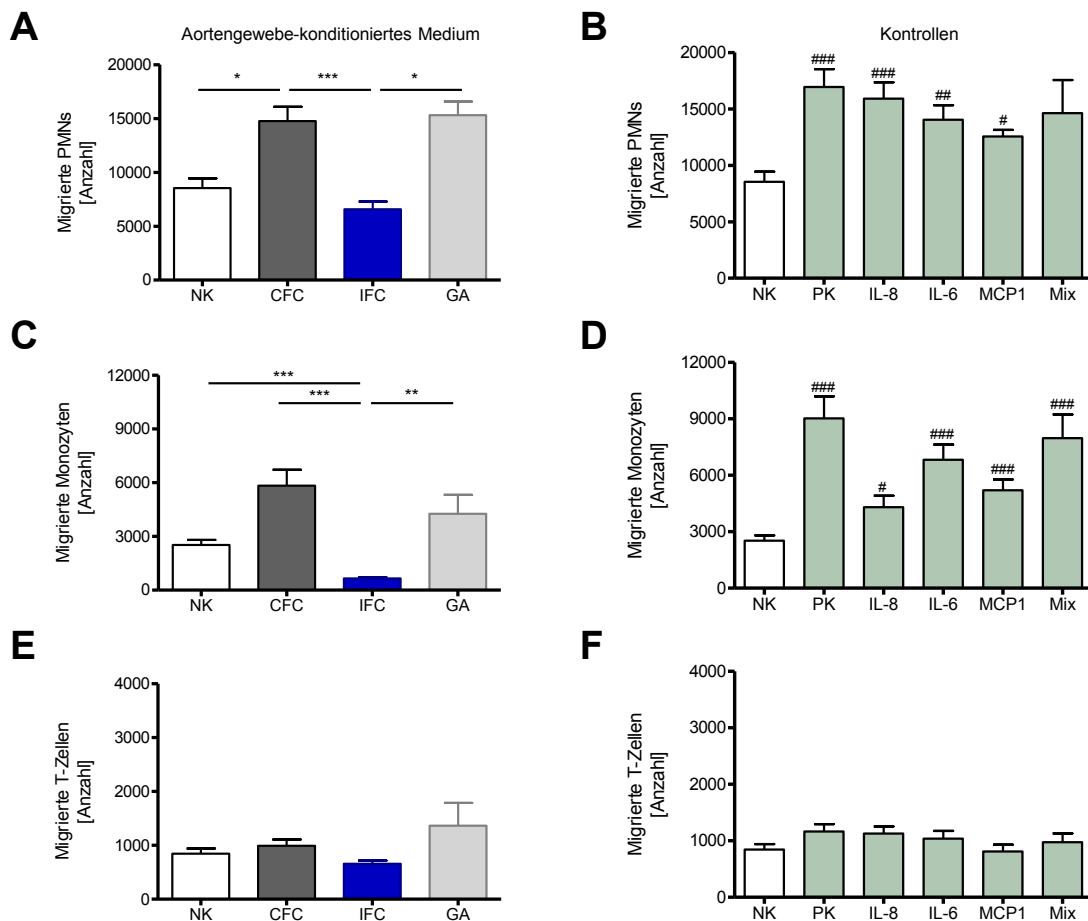 A
Aortengewebe-konditioniertes Medium
Migrierte PMNs
[Anzahl]
20000
15000
10000
5000
0
* *** *
NK CFC IFC GA
B
Kontrollen
Migrierte PMNs
[Anzahl]
20000
15000
10000
5000
0
### ### ## #
NK PK IL-8 IL-6 MCP1 Mix
C
Migrierte Monozyten
[Anzahl]
12000
9000
6000
3000
0
***
*** **
NK CFC IFC GA
D
Migrierte Monozyten
[Anzahl]
12000
9000
6000
3000
0
### # ### ### ###
NK PK IL-8 IL-6 MCP1 Mix
E
Migrierte T-Zellen
[Anzahl]
4000
3000
2000
1000
0
NK CFC IFC GA
F
Migrierte T-Zellen
[Anzahl]
4000
3000
2000
1000
0
NK PK IL-8 IL-6 MCP1 Mix